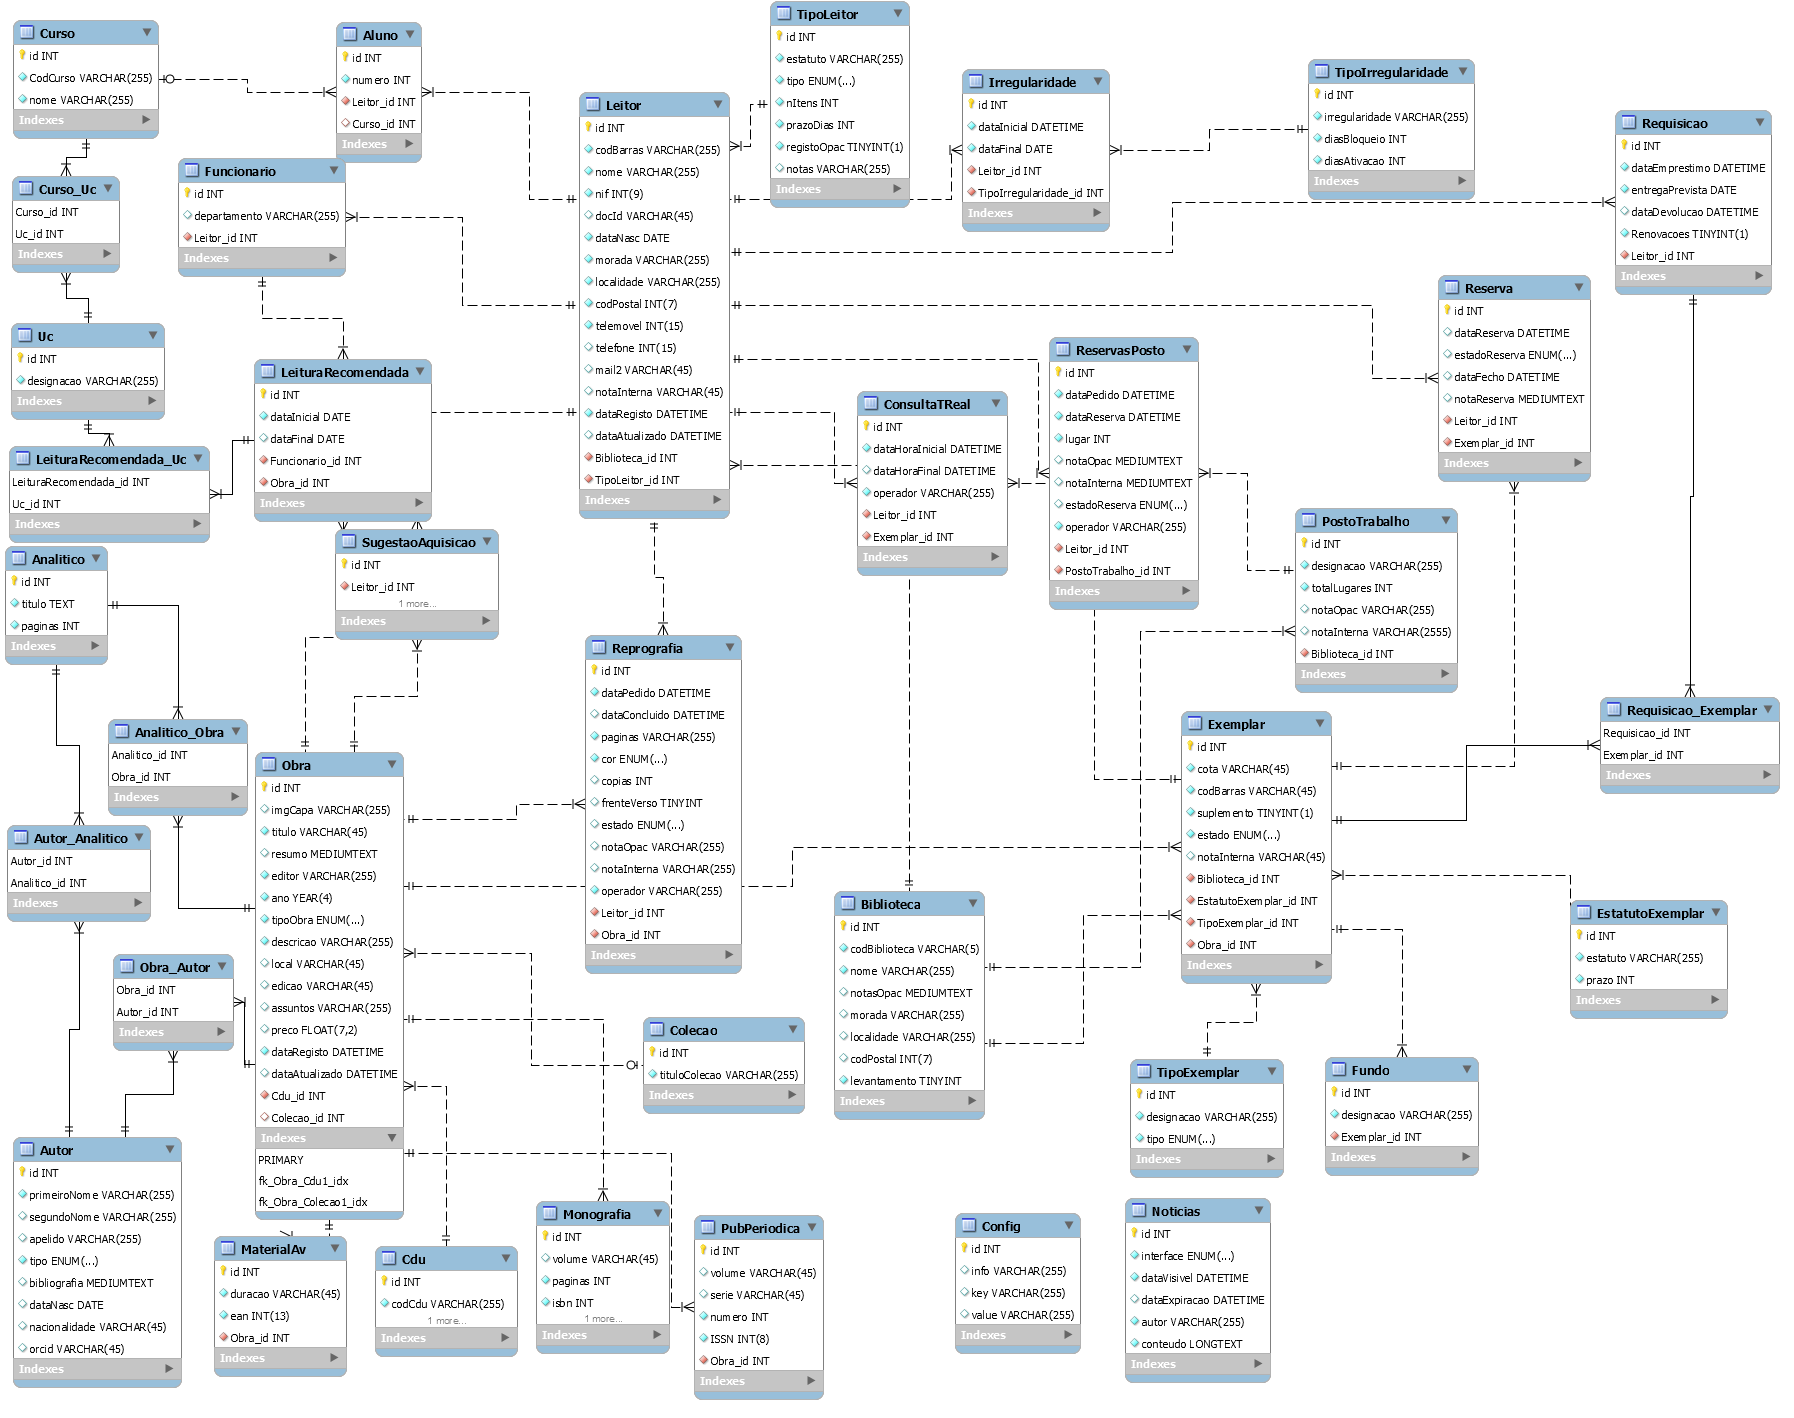 Curso
id INT
CodCurso VARCHAR(255)
nome VARCHAR(255)
Indexes
Aluno
id INT
numero INT
Leitor_id INT
Curso_id INT
Indexes
TipoLeitor
id INT
estatuto VARCHAR(255)
tipo ENUM(...)
nItens INT
prazoDias INT
registoOpac TINYINT(1)
notas VARCHAR(255)
Indexes
Irregularidade
id INT
dataInicial DATETIME
dataFinal DATE
Leitor_id INT
TipoIrregularidade_id INT
Indexes
TipoIrregularidade
id INT
irregularidade VARCHAR(255)
diasBloqueio INT
diasAtivacao INT
Indexes
Requisicao
id INT
dataEmprestimo DATETIME
entregaPrevista DATE
dataDevolucao DATETIME
Renovacoes TINYINT(1)
Leitor_id INT
Indexes
Curso_Uc
Curso_id INT
Uc_id INT
Indexes
Funcionario
id INT
departamento VARCHAR(255)
Leitor_id INT
Indexes
Leitor
id INT
codBarras VARCHAR(255)
nome VARCHAR(255)
nif INT(9)
docId VARCHAR(45)
dataNasc DATE
morada VARCHAR(255)
localidade VARCHAR(255)
codPostal INT(7)
telemovel INT(15)
telefone INT(15)
mail2 VARCHAR(45)
notaInterna VARCHAR(45)
dataRegisto DATETIME
dataAtualizado DATETIME
Biblioteca_id INT
TipoLeitor_id INT
Indexes
Reserva
id INT
dataReserva DATETIME
estadoReserva ENUM(...)
dataFecho DATETIME
notaReserva MEDIUMTEXT
Leitor_id INT
Exemplar_id INT
Indexes
Uc
id INT
designacao VARCHAR(255)
Indexes
LeituraRecomendada
id INT
dataInicial DATE
dataFinal DATE
Funcionario_id INT
Obra_id INT
Indexes
ConsultaTReal
id INT
dataHoraInicial DATETIME
dataHoraFinal DATETIME
operador VARCHAR(255)
Leitor_id INT
Exemplar_id INT
Indexes
ReservasPosto
id INT
dataPedido DATETIME
dataReserva DATETIME
lugar INT
notaOpac MEDIUMTEXT
notaInterna MEDIUMTEXT
estadoReserva ENUM(...)
operador VARCHAR(255)
Leitor_id INT
PostoTrabalho_id INT
Indexes
LeituraRecomendada_Uc
LeituraRecomendada_id INT
Uc_id INT
Indexes
PostoTrabalho
id INT
designacao VARCHAR(255)
totalLugares INT
notaOpac VARCHAR(255)
notaInterna VARCHAR(2555)
Biblioteca_id INT
Indexes
Analitico
id INT
titulo TEXT
paginas INT
Indexes
SugestaoAquisicao
id INT
Leitor_id INT
1 more...
Indexes
Reprografia
id INT
dataPedido DATETIME
dataConcluido DATETIME
paginas VARCHAR(255)
cor ENUM(...)
copias INT
frenteVerso TINYINT
estado ENUM(...)
notaOpac VARCHAR(255)
notaInterna VARCHAR(255)
operador VARCHAR(255)
Leitor_id INT
Obra_id INT
Indexes
Requisicao_Exemplar
Requisicao_id INT
Exemplar_id INT
Indexes
Analitico_Obra
Analitico_id INT
Obra_id INT
Indexes
Exemplar
id INT
cota VARCHAR(45)
codBarras VARCHAR(45)
suplemento TINYINT(1)
estado ENUM(...)
notaInterna VARCHAR(45)
Biblioteca_id INT
EstatutoExemplar_id INT
TipoExemplar_id INT
Obra_id INT
Indexes
Obra
id INT
imgCapa VARCHAR(255)
titulo VARCHAR(45)
resumo MEDIUMTEXT
editor VARCHAR(255)
ano YEAR(4)
tipoObra ENUM(...)
descricao VARCHAR(255)
local VARCHAR(45)
edicao VARCHAR(45)
assuntos VARCHAR(255)
preco FLOAT(7,2)
dataRegisto DATETIME
dataAtualizado DATETIME
Cdu_id INT
Colecao_id INT
Indexes
PRIMARY
fk_Obra_Cdu1_idx
fk_Obra_Colecao1_idx
Autor_Analitico
Autor_id INT
Analitico_id INT
Indexes
Biblioteca
id INT
codBiblioteca VARCHAR(5)
nome VARCHAR(255)
notasOpac MEDIUMTEXT
morada VARCHAR(255)
localidade VARCHAR(255)
codPostal INT(7)
levantamento TINYINT
Indexes
EstatutoExemplar
id INT
estatuto VARCHAR(255)
prazo INT
Indexes
Obra_Autor
Obra_id INT
Autor_id INT
Indexes
Colecao
id INT
tituloColecao VARCHAR(255)
Indexes
TipoExemplar
id INT
designacao VARCHAR(255)
tipo ENUM(...)
Indexes
Fundo
id INT
designacao VARCHAR(255)
Exemplar_id INT
Indexes
Autor
id INT
primeiroNome VARCHAR(255)
segundoNome VARCHAR(255)
apelido VARCHAR(255)
tipo ENUM(...)
bibliografia MEDIUMTEXT
dataNasc DATE
nacionalidade VARCHAR(45)
orcid VARCHAR(45)
Indexes
MaterialAv
id INT
duracao VARCHAR(45)
ean INT(13)
Obra_id INT
Indexes
Cdu
id INT
codCdu VARCHAR(255)
1 more...
Indexes
Monografia
id INT
volume VARCHAR(45)
paginas INT
isbn INT
1 more...
Indexes
PubPeriodica
id INT
volume VARCHAR(45)
serie VARCHAR(45)
numero INT
ISSN INT(8)
Obra_id INT
Indexes
Config
id INT
info VARCHAR(255)
key VARCHAR(255)
value VARCHAR(255)
Indexes
Noticias
id INT
interface ENUM(...)
dataVisivel DATETIME
dataExpiracao DATETIME
autor VARCHAR(255)
conteudo LONGTEXT
Indexes